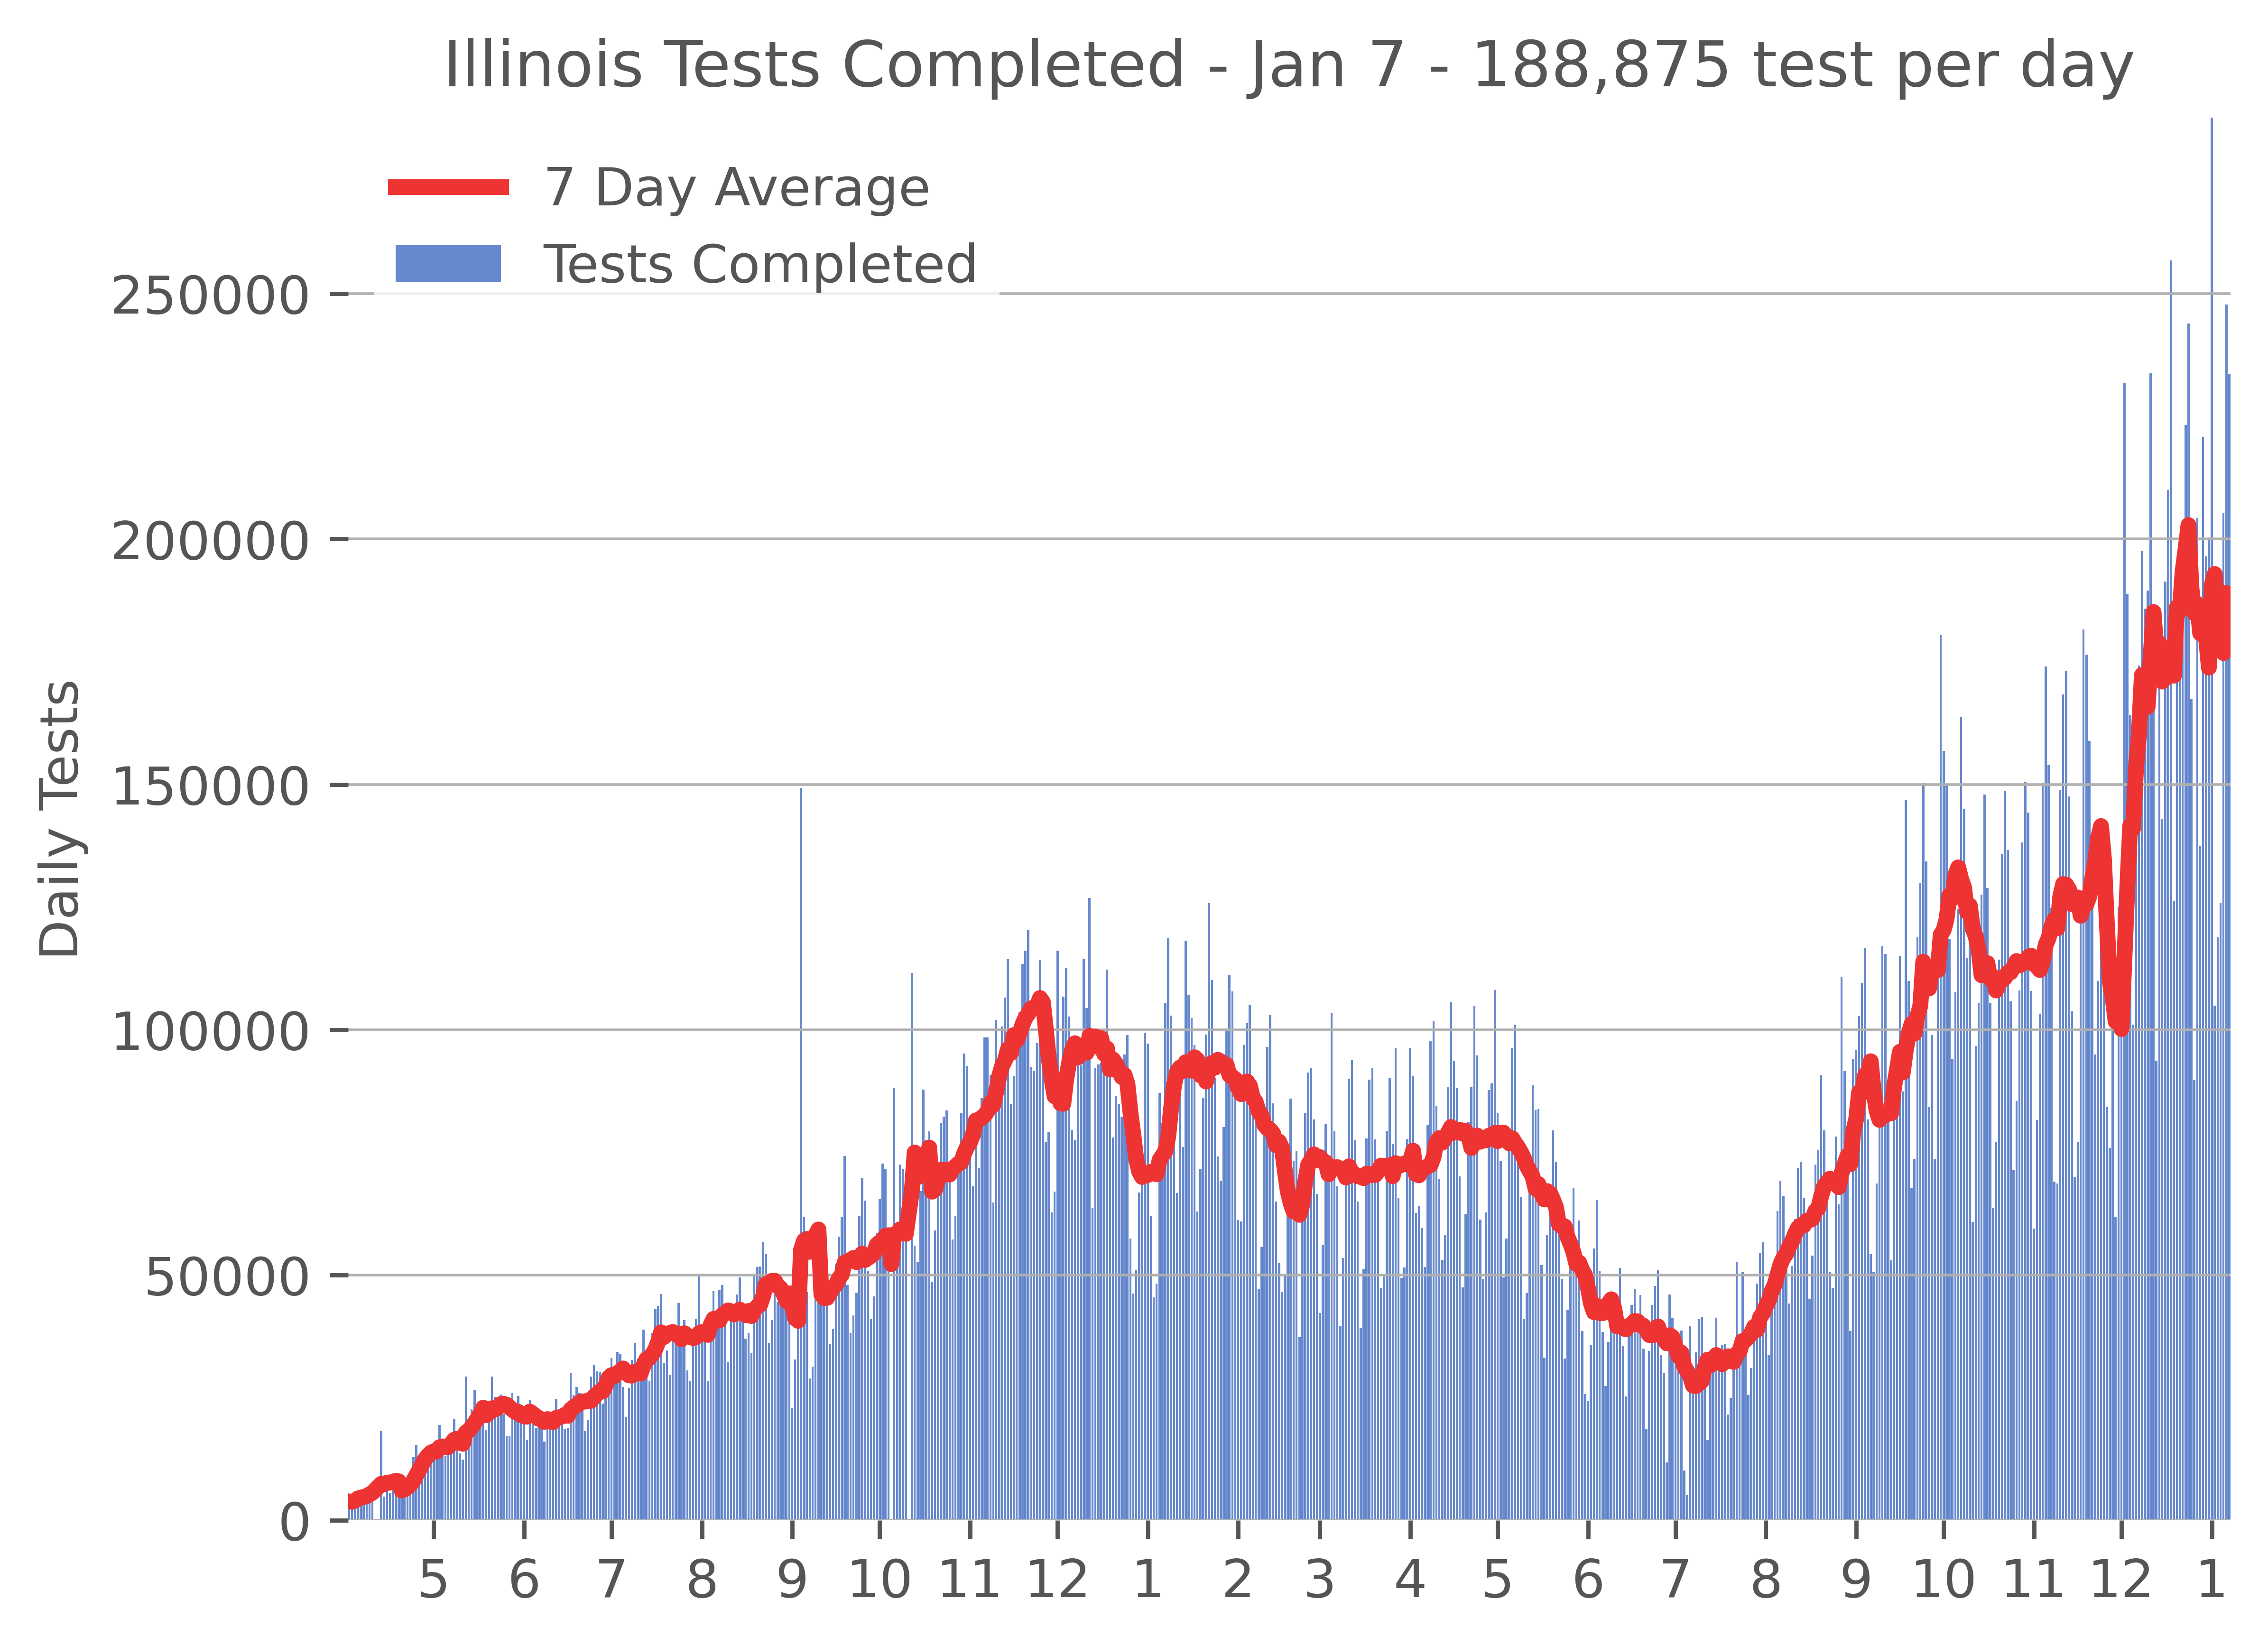 Illinois Tests Completed - Jan 7 - 188,875 test per day
7 Day Average
Tests Completed
250000
200000
150000
100000
50000
0
Daily Tests
5 6 7 8 9 10 11 12 1 2 3 4 5 6 7 8 9 10 11 12 1